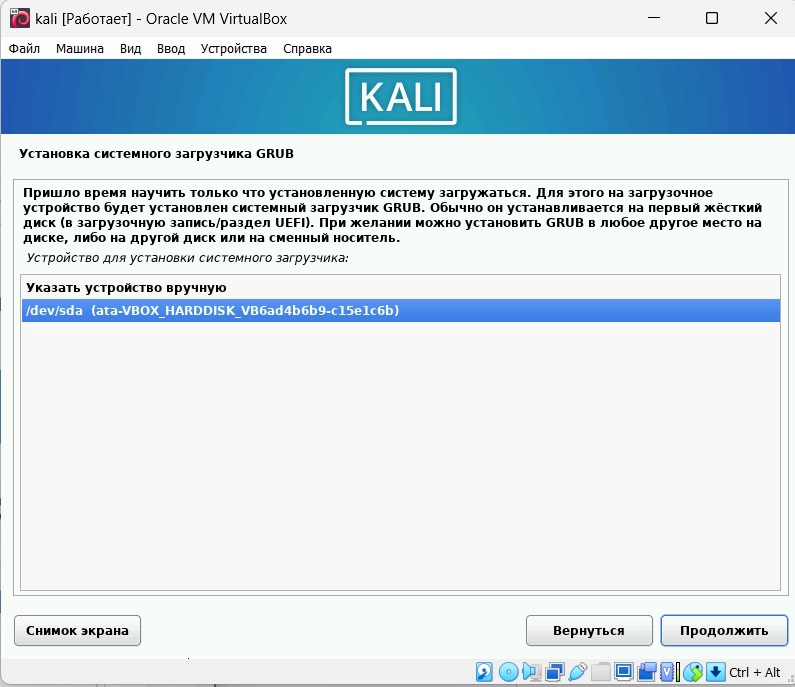 kali [Работает] - Oracle VM VirtualBox
Файл Машина Вид Ввод Устройства Справка
KALI
Установка системного загрузчика GRUB
Пришло время научить только что установленную систему загружаться. Для этого на загрузочное
устройство будет установлен системный загрузчик GRUB. Обычно он устанавливается на первый жёсткий
диск (в загрузочную запись/раздел UEFI). При желании можно установить GRUB в любое другое место на
диске, либо на другой диск или на сменный носитель.
Устройство для установки системного загрузчика:
Указать устройство вручную
/dev/sda (ata-VBOX_HARDDISK_VB6ad4b6b9-c15e1c6b)
Снимок экрана Вернуться Продолжить
Ctrl + Alt